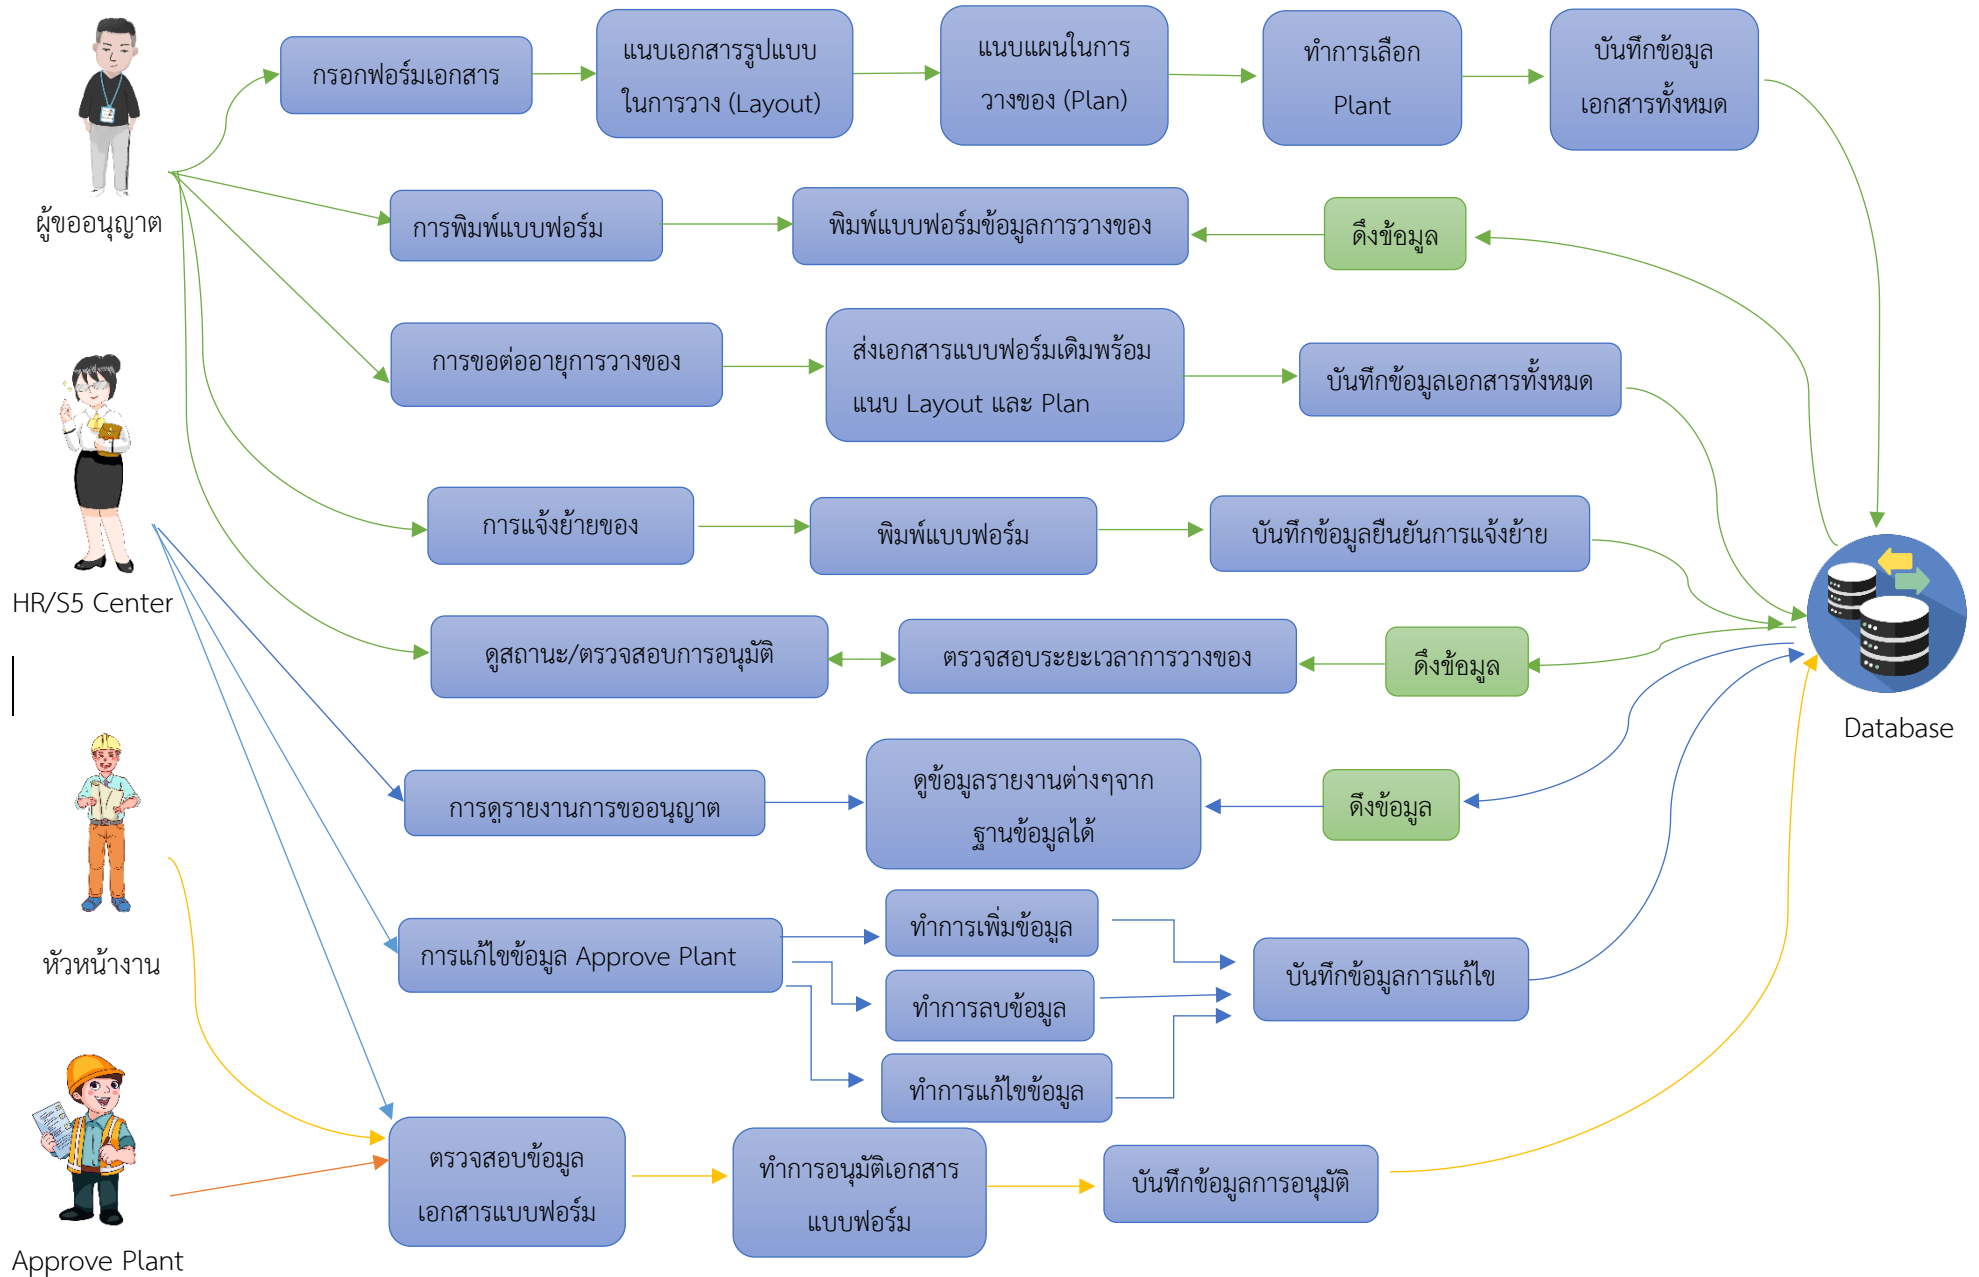 กรอกฟอร์มเอกสาร
แนบเอกสารรูปแบบ
ในการวาง (Layout)
แนบแผนในการ
วางของ (Plan)
ทำการเลือก
Plant
บันทึกข้อมูล
เอกสารทั้งหมด
ผู้ขออนุญาต
การพิมพ์แบบฟอร์ม
พิมพ์แบบฟอร์มข้อมูลการวางของ
ดึงข้อมูล
การขอต่ออายุการวางของ
ส่งเอกสารแบบฟอร์มเดิมพร้อม
แนบ Layout และ Plan
บันทึกข้อมูลเอกสารทั้งหมด
การแจ้งย้ายของ
พิมพ์แบบฟอร์ม
บันทึกข้อมูลยืนยันการแจ้งย้าย
HR/S5 Center
ดูสถานะ/ตรวจสอบการอนุมัติ
ตรวจสอบระยะเวลาการวางของ
ดึงข้อมูล
Database
การดูรายงานการขออนุญาต
ดูข้อมูลรายงานต่างๆจาก
ฐานข้อมูลได้
ดึงข้อมูล
หัวหน้างาน
การแก้ไขข้อมูล Approve Plant
ทำการเพิ่มข้อมูล
ทำการลบข้อมูล
ทำการแก้ไขข้อมูล
บันทึกข้อมูลการแก้ไข
ตรวจสอบข้อมูล
เอกสารแบบฟอร์ม
ทำการอนุมัติเอกสาร
แบบฟอร์ม
บันทึกข้อมูลการอนุมัติ
Approve Plant